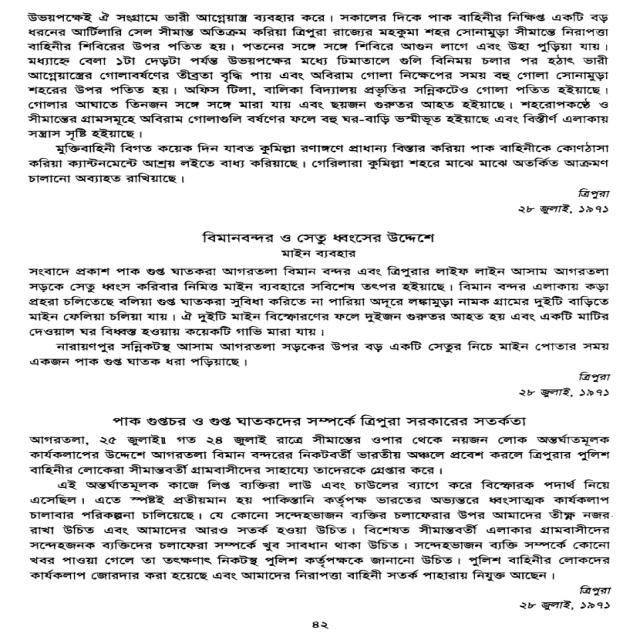 উভয়পক্ষেই ঐ সংগ্রামে ভারী আগ্নেয়াস্ত্র ব্যবহার করে। সকালের দিকে পাক বাহিনীর নিক্ষিপ্ত একটি বড়
ধরনের আর্টিলারি সেল সীমান্ত অতিক্রম করিয়া ত্রিপুরা রাজ্যের মহকুমা শহর সোনামুড়া সীমান্তে নিরাপত্তা
বাহিনীর শিবিরের উপর পতিত হয়। পতনের সঙ্গে সঙ্গে শিবিরে আগুন লাগে এবং উহা পুড়িয়া যায়।
মধ্যাহ্নে বেলা ১টা দেড়টা পর্যন্ত উভয়পক্ষের মধ্যে ঢিমাতালে গুলি বিনিময় চলার পর হঠাৎ ভারী
আগ্নেয়াস্ত্রের গোলাবর্ষণের তীব্রতা বৃদ্ধি পায় এবং অবিরাম গোলা নিক্ষেপের সময় বহু গোলা সোনামুড়া
শহরের উপর পতিত হয়। অফিস টিলা, বালিকা বিদ্যালয় প্রভৃতির সন্নিকটেও গোলা পতিত হইয়াছে।
গোলার আঘাতে তিনজন সঙ্গে সঙ্গে মারা যায় এবং ছয়জন গুরুতর আহত হইয়াছে। শহরোপকণ্ঠে ও
সীমান্তের গ্রামসমূহে অবিরাম গোলাগুলি বর্ষণের ফলে বহু ঘর-বাড়ি ভস্মীভূত হইয়াছে এবং বিস্তীর্ণ এলাকায়
সন্ত্রাস সৃষ্টি হইয়াছে।
মুক্তিবাহিনী বিগত কয়েক দিন যাবত কুমিল্লা রণাঙ্গণে প্রাধান্য বিস্তার করিয়া পাক বাহিনীকে কোণঠাসা
করিয়া ক্যান্টনমেন্টে আশ্রয় লইতে বাধ্য করিয়াছে। গেরিলারা কুমিল্লা শহরে মাঝে মাঝে অতর্কিত আক্রমণ
চালানো অব্যাহত রাখিয়াছে।
ত্রিপুরা
২৮ জুলাই, ১৯৭১
বিমানবন্দর ও সেতু ধ্বংসের উদ্দেশে
মাইন ব্যবহার
সংবাদে প্রকাশ পাক গুপ্ত ঘাতকরা আগরতলা বিমান বন্দর এবং ত্রিপুরার লাইফ লাইন আসাম আগরতলা
সড়কে সেতু ধ্বংস করিবার নিমিত্ত মাইন ব্যবহারে সবিশেষ তৎপর হইয়াছে। বিমান বন্দর এলাকায় কড়া
প্রহরা চলিতেছে বলিয়া গুপ্ত ঘাতকরা সুবিধা করিতে না পারিয়া অদূরে লঙ্কামুড়া নামক গ্রামের দুইটি বাড়িতে
মাইন ফেলিয়া চলিয়া যায়। ঐ দুইটি মাইন বিস্ফোরণের ফলে দুইজন গুরুতর আহত হয় এবং একটি মাটির
দেওয়াল ঘর বিধ্বস্ত হওয়ায় কয়েকটি গাভি মারা যায়।
নারায়ণপুর সন্নিকটস্থ আসাম আগরতলা সড়কের উপর বড় একটি সেতুর নিচে মাইন পোতার সময়
একজন পাক গুপ্ত ঘাতক ধরা পড়িয়াছে।
ত্রিপুরা
২৮ জুলাই, ১৯৭১
পাক গুপ্তচর ও গুপ্ত ঘাতকদের সম্পর্কে ত্রিপুরা সরকারের সতর্কতা
আগরতলা, ২৫ জুলাই॥ গত ২৪ জুলাই রাত্রে সীমান্তের ওপার থেকে নয়জন লোক অন্তর্ঘাতমূলক
কার্যকলাপের উদ্দেশে আগরতলা বিমান বন্দরের নিকটবর্তী ভারতীয় অঞ্চলে প্রবেশ করলে ত্রিপুরার পুলিশ
বাহিনীর লোকেরা সীমান্তবর্তী গ্রামবাসীদের সাহায্যে তাদেরকে গ্রেপ্তার করে।
এই অন্তর্ঘাতমূলক কাজে লিপ্ত ব্যক্তিরা লাউ এবং চাউলের ব্যাগে করে বিস্ফোরক পদার্থ নিয়ে
এসেছিল। এতে স্পষ্টই প্রতীয়মান হয় পাকিস্তানি কর্তৃপক্ষ ভারতের অভ্যন্তরে ধ্বংসাত্মক কার্যকলাপ
চালাবার পরিকল্পনা চালিয়েছে। যে কোনো সন্দেহভাজন ব্যক্তির চলাফেরার উপর আমাদের তীক্ষ্ণ নজর
রাখা উচিত এবং আমাদের আরও সতর্ক হওয়া উচিত। বিশেষত সীমান্তবর্তী এলাকার গ্রামবাসীদের
সন্দেহজনক ব্যক্তিদের চলাফেরা সম্পর্কে খুব সাবধান থাকা উচিত। সন্দেহভাজন ব্যক্তি সম্পর্কে কোনো
খবর পাওয়া গেলে তা তৎক্ষণাৎ নিকটস্থ পুলিশ কর্তৃপক্ষকে জানানো উচিত। পুলিশ বাহিনীর লোকদের
কার্যকলাপ জোরদার করা হয়েছে এবং আমাদের নিরাপত্তা বাহিনী সতর্ক পাহারায় নিযুক্ত আছেন।
ত্রিপুরা
২৮ জুলাই, ১৯৭১
৪২